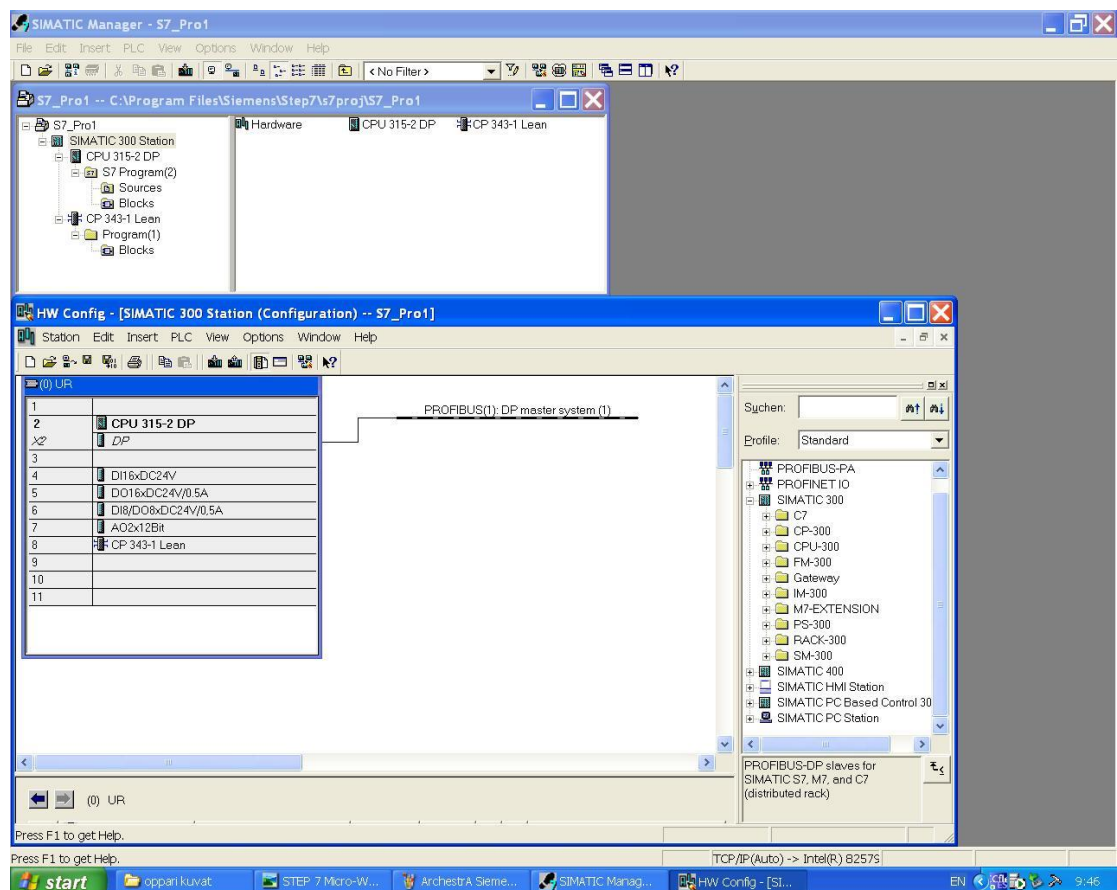 SIMATIC Manager - S7_Pro1
File Edit Insert PLC View Options Window Help
< No Filter >
S7_Pro1 -- C:\Program Files\Siemens\Step7\s7proj\S7_Pro1
S7_Pro1
SIMATIC 300 Station
CPU 315-2 DP
S7 Program(2)
Sources
Blocks
CP 343-1 Lean
Program(1)
Blocks
Hardware CPU 315-2 DP CP 343-1 Lean
HW Config - [SIMATIC 300 Station (Configuration) -- S7_Pro1]
Station Edit Insert PLC View Options Window Help
(0) UR
1
2 CPU 315-2 DP
X2 DP
3
4 DI16xDC24V
5 DO16xDC24V/0.5A
6 DI8/DO8xDC24V/0,5A
7 AO2x12Bit
8 CP 343-1 Lean
9
10
11
PROFIBUS(1): DP master system (1)
Suchen:
Profile: Standard
PROFIBUS-PA
PROFINET IO
SIMATIC 300
C7
CP-300
CPU-300
FM-300
Gateway
IM-300
M7-EXTENSION
PS-300
RACK-300
SM-300
SIMATIC 400
SIMATIC HMI Station
SIMATIC PC Based Control 30
SIMATIC PC Station
PROFIBUS-DP slaves for
SIMATIC S7, M7, and C7
(distributed rack)
(0) UR
Press F1 to get Help.
Press F1 to get Help.
TCP/IP(Auto) -> Intel(R) 82579
start oppari kuvat STEP 7 Micro-W... ArchestrA Sieme... SIMATIC Manag... HW Config - [SI... EN 9:46